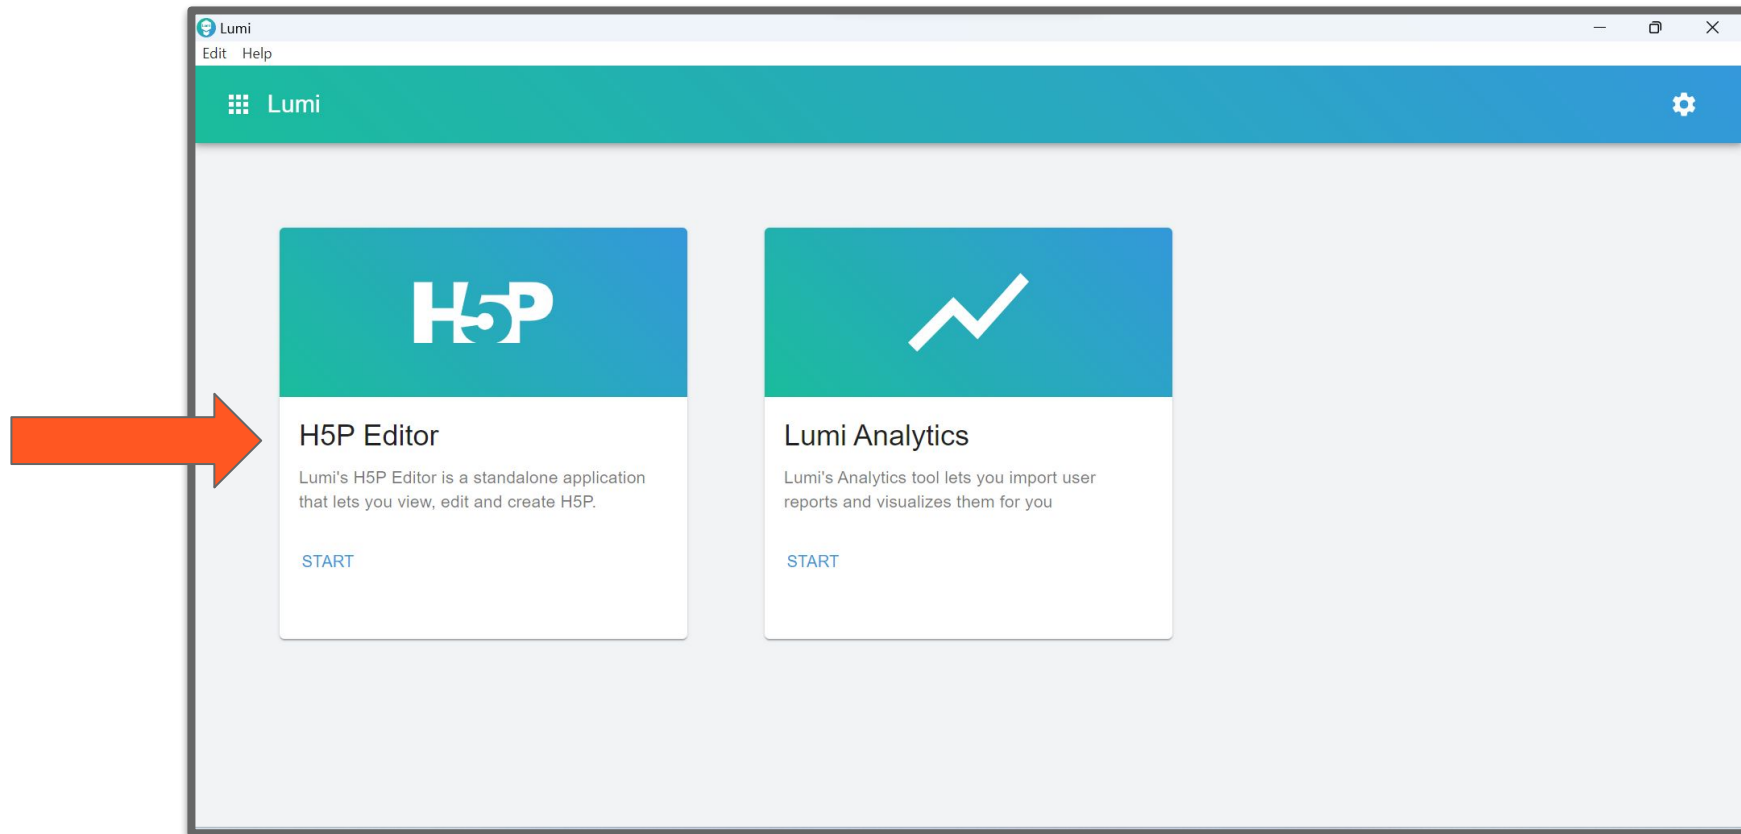 Lumi
Edit Help
Lumi
H5P
H5P Editor
Lumi's H5P Editor is a standalone application
that lets you view, edit and create H5P.
START
Lumi Analytics
Lumi's Analytics tool lets you import user
reports and visualizes them for you
START